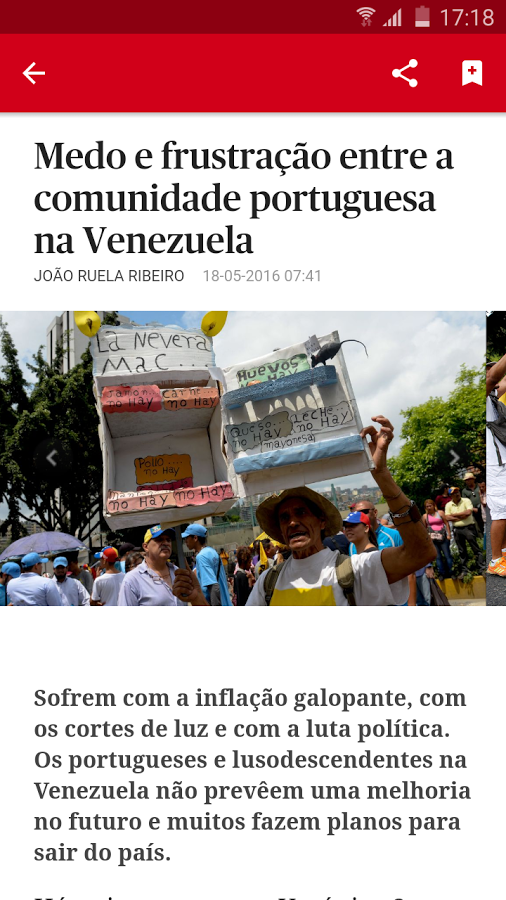 17:18
Medo e frustração entre a
comunidade portuguesa
na Venezuela
JOÃO RUELA RIBEIRO 18-05-2016 07:41
La Nevera
Mac...
Jamon no Hay
Carne... no Hay
Pollo... no Hay
no Hay
no Hay
Huevos
no Hay
Queso... no Hay
Leche... no Hay
mayonesa
Sofrem com a inflação galopante, com
os cortes de luz e com a luta política.
Os portugueses e lusodescendentes na
Venezuela não prevêem uma melhoria
no futuro e muitos fazem planos para
sair do país.